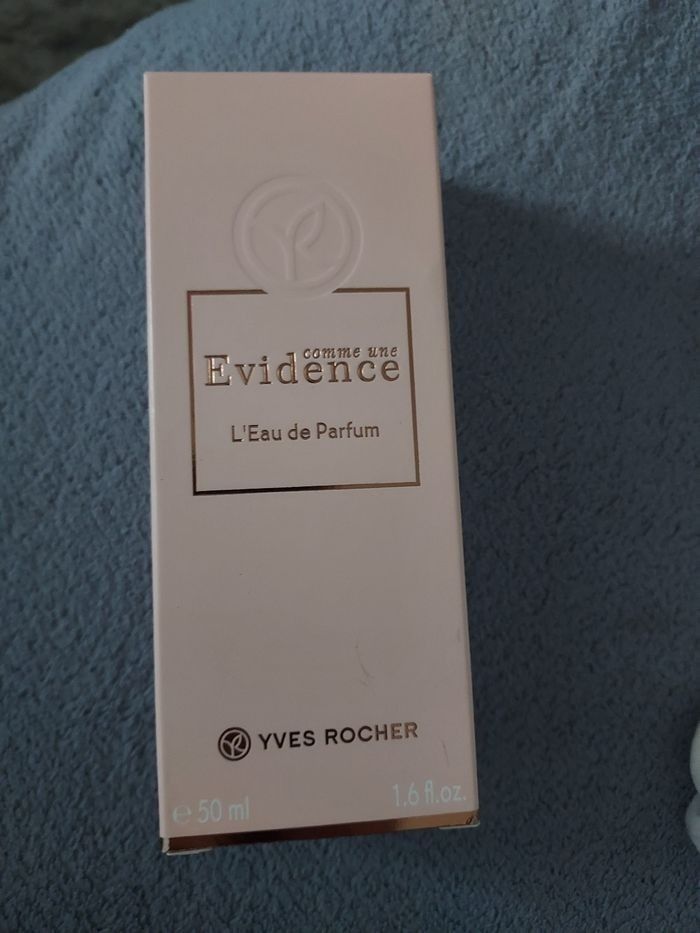 comme une
Evidence
L'Eau de Parfum
YVES ROCHER
℮ 50 ml 1.6 fl.oz.